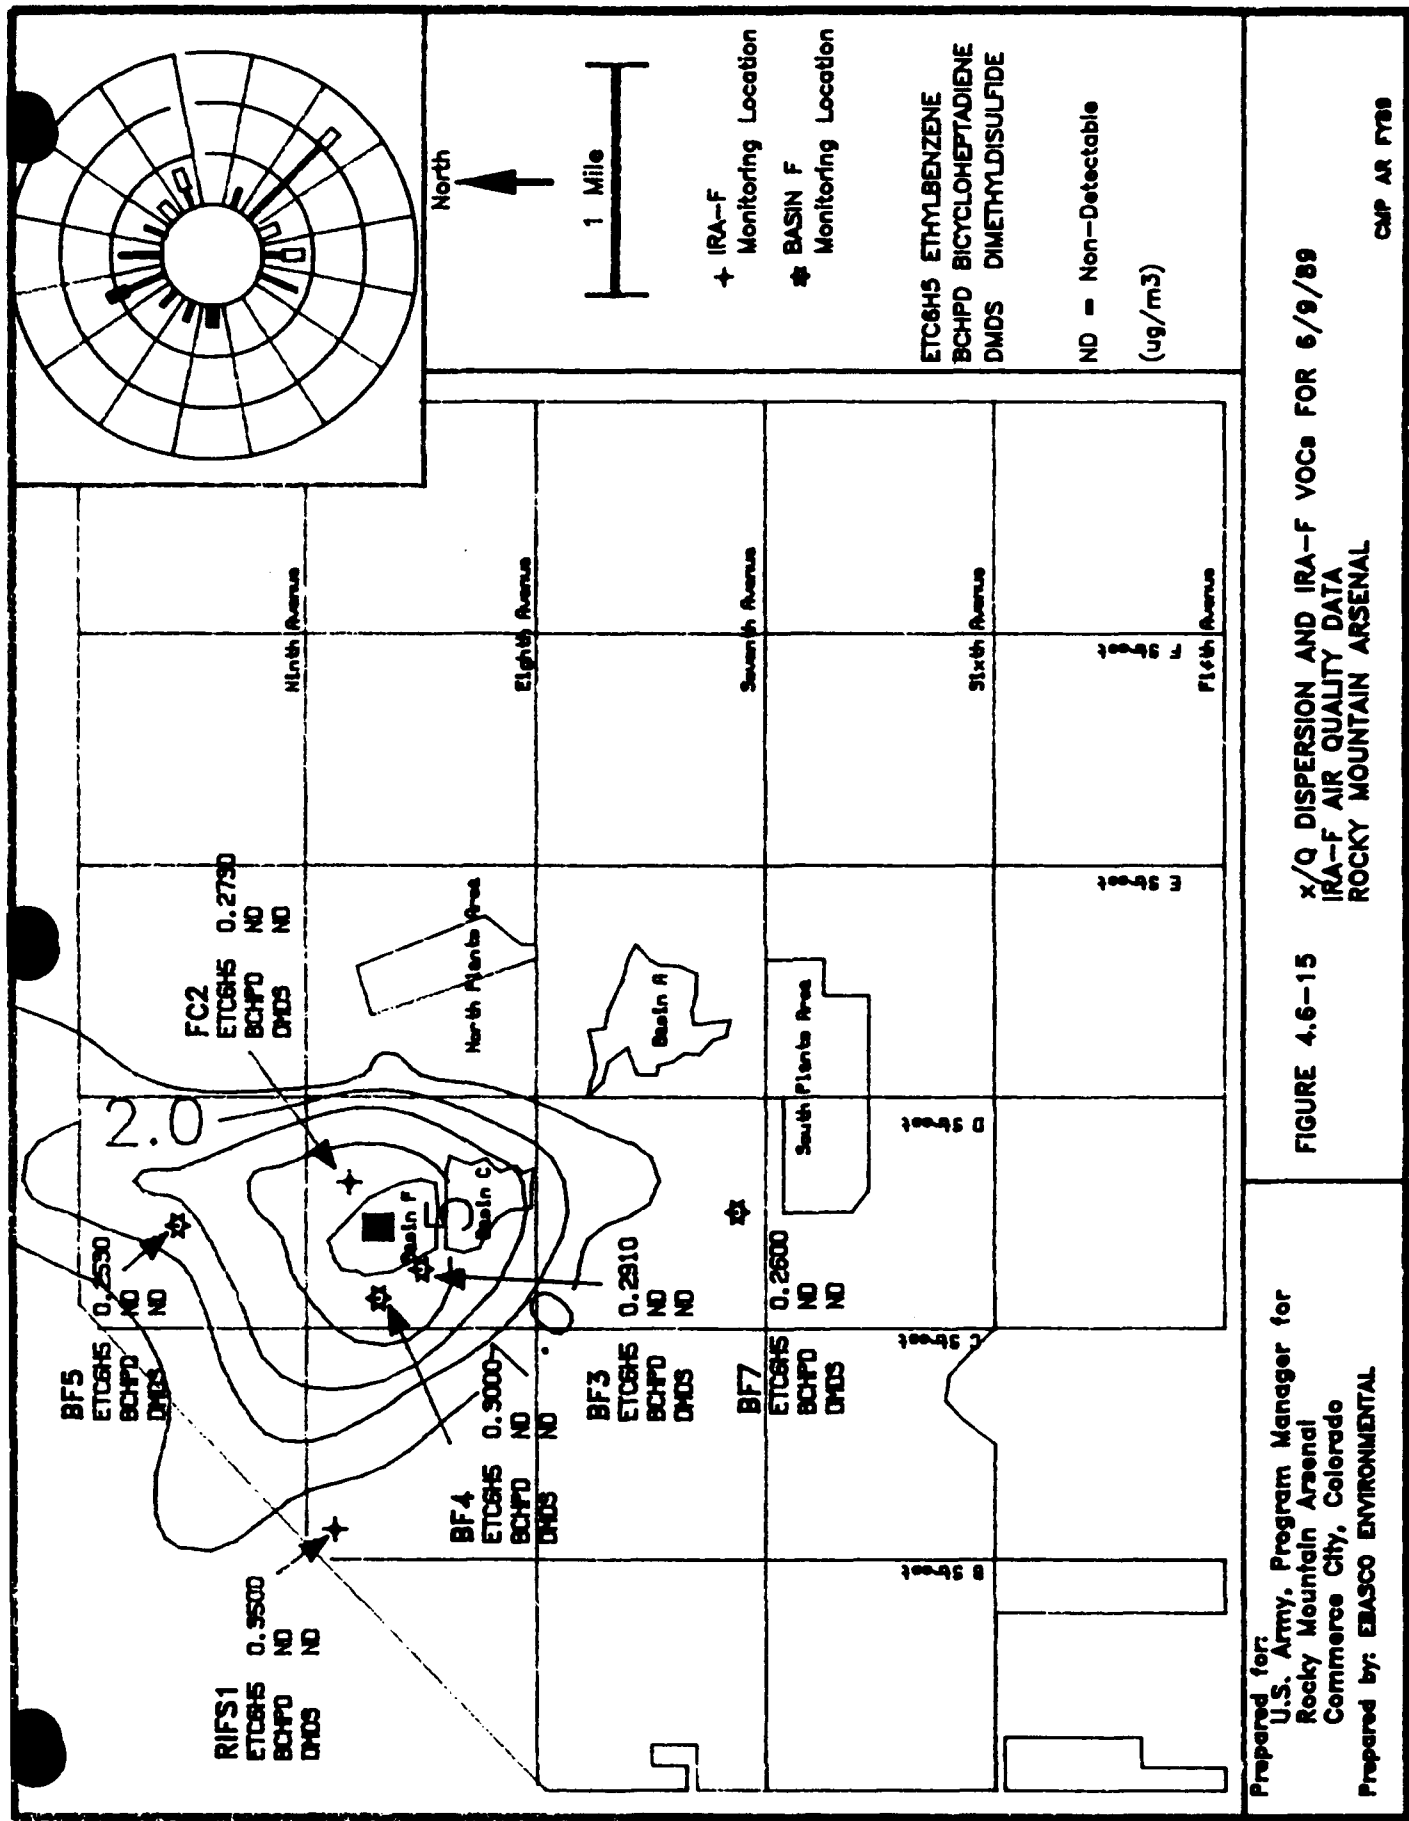 North
1 Mile
+ IRA-F
Monitoring Location
BASIN F
Monitoring Location
ETC6H5 ETHYLBENZENE
BCHPD BICYCLOHEPTADIENE
DMDS DIMETHYLDISULFIDE
ND = Non-Detectable
(ug/m3)
RIFS1
ETC6H5 0.9500
BCHPD ND
DMDS ND
BF5
ETC6H5 0.2530
BCHPD ND
DMDS ND
FC2
ETC6H5 0.2790
BCHPD ND
DMDS ND
2.0
BF4
ETC6H5 0.9000
BCHPD ND
DMDS ND
BF3
ETC6H5 0.2910
BCHPD ND
DMDS ND
BF7
ETC6H5 0.2600
BCHPD ND
DMDS ND
Basin F
Basin C
Basin A
North Plants Area
South Plants Area
Ninth Avenue
Eighth Avenue
Seventh Avenue
Sixth Avenue
Fifth Avenue
B Street
C Street
D Street
E Street
F Street
Prepared for:
U.S. Army, Program Manager for
Rocky Mountain Arsenal
Commerce City, Colorado
Prepared by: EBASCO ENVIRONMENTAL
FIGURE 4.6-15 x/Q DISPERSION AND IRA-F VOCs FOR 6/9/89
IRA-F AIR QUALITY DATA
ROCKY MOUNTAIN ARSENAL
CMP AR FY89